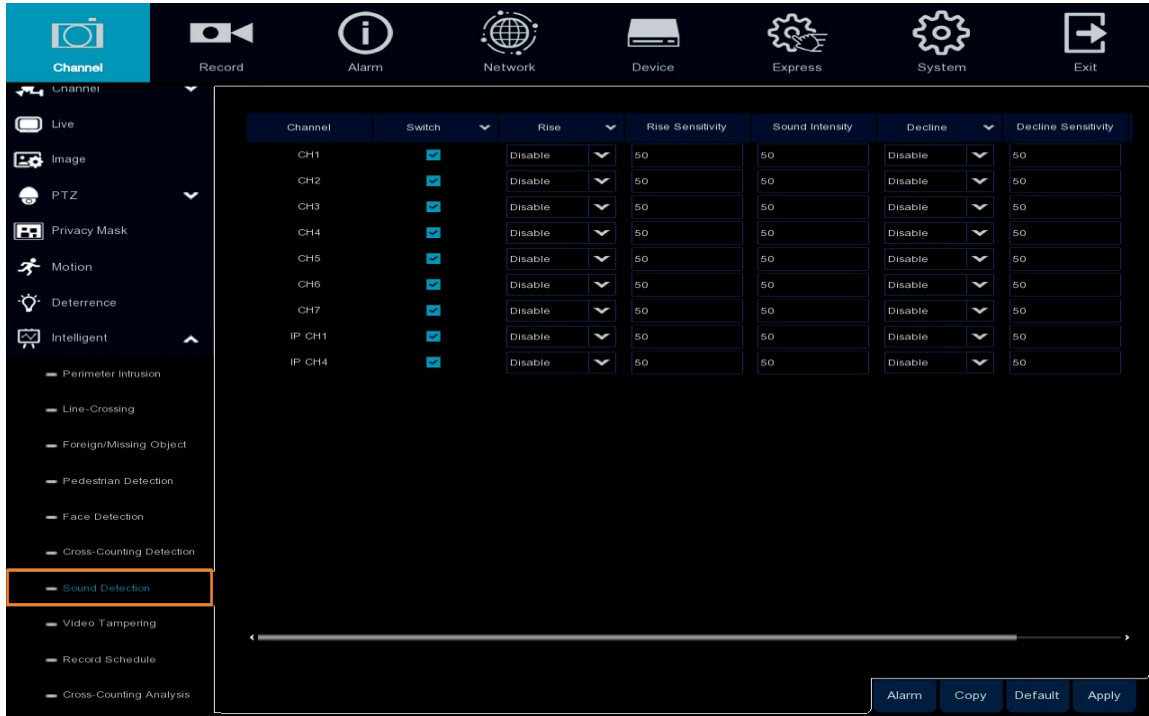 Channel Record Alarm Network Device Express System Exit
Channel
Live
Image
PTZ
Privacy Mask
Motion
Deterrence
Intelligent
Perimeter Intrusion
Line-Crossing
Foreign/Missing Object
Pedestrian Detection
Face Detection
Cross-Counting Detection
Sound Detection
Video Tampering
Record Schedule
Cross-Counting Analysis
Channel Switch Rise Rise Sensitivity Sound Intensity Decline Decline Sensitivity
CH1 Disable 50 50 Disable 50
CH2 Disable 50 50 Disable 50
CH3 Disable 50 50 Disable 50
CH4 Disable 50 50 Disable 50
CH5 Disable 50 50 Disable 50
CH6 Disable 50 50 Disable 50
CH7 Disable 50 50 Disable 50
IP CH1 Disable 50 50 Disable 50
IP CH4 Disable 50 50 Disable 50
Alarm Copy Default Apply